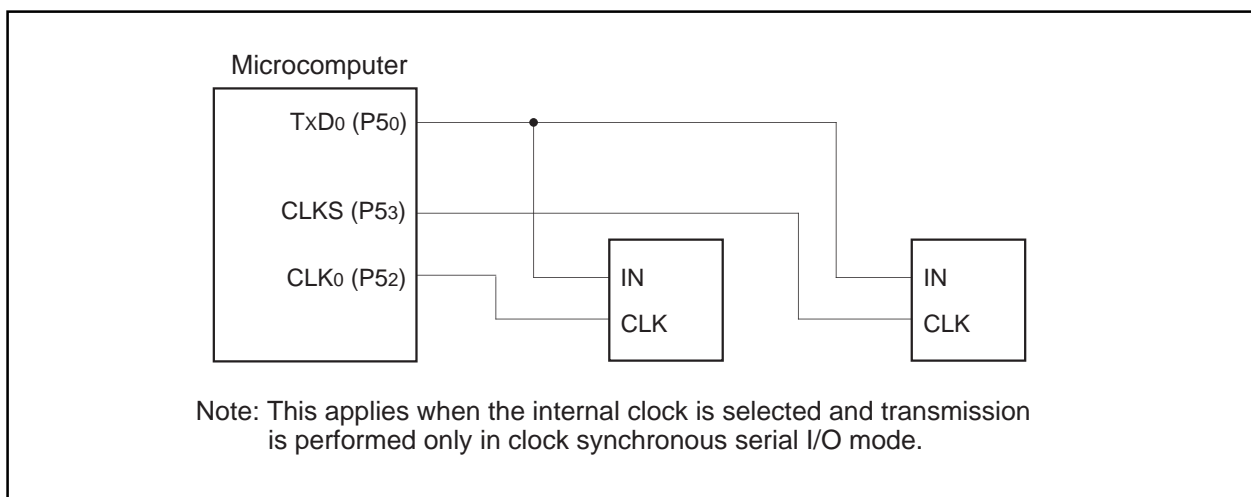 Microcomputer
TxD0 (P50)
CLKS (P53)
CLK0 (P52)
IN
CLK
IN
CLK
Note: This applies when the internal clock is selected and transmission
is performed only in clock synchronous serial I/O mode.